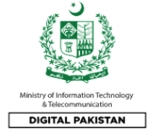 Ministry of Information Technology
& Telecommunication
DIGITAL PAKISTAN